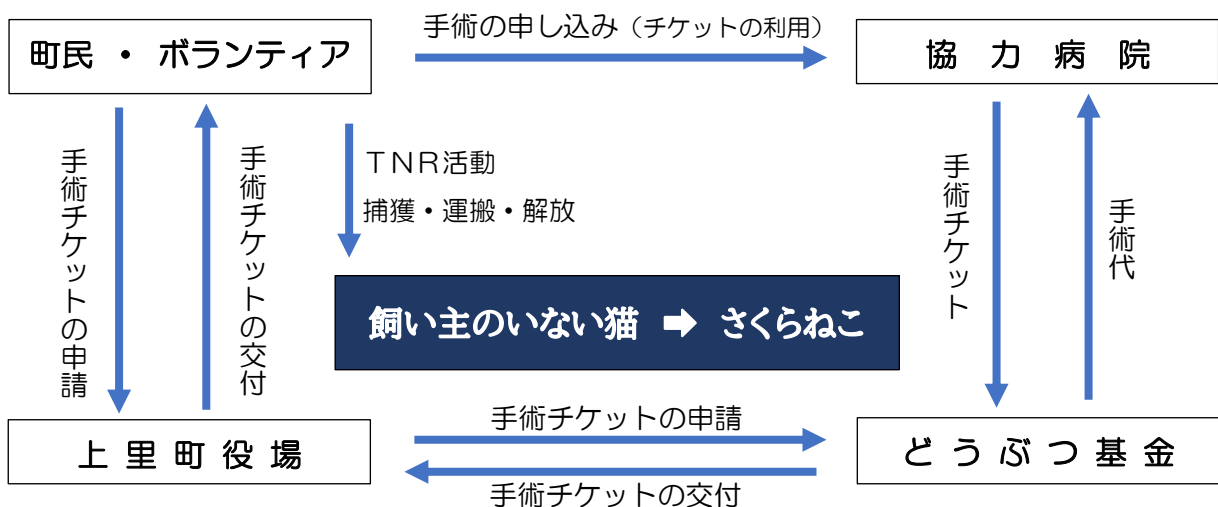 手術の申し込み（チケットの利用）
町民 ・ ボランティア
協力病院
手術チケットの申請
手術チケットの交付
ＴＮＲ活動
捕獲・運搬・解放
手術チケット
手術代
飼い主のいない猫 ➡ さくらねこ
手術チケットの申請
上里町役場
どうぶつ基金
手術チケットの交付